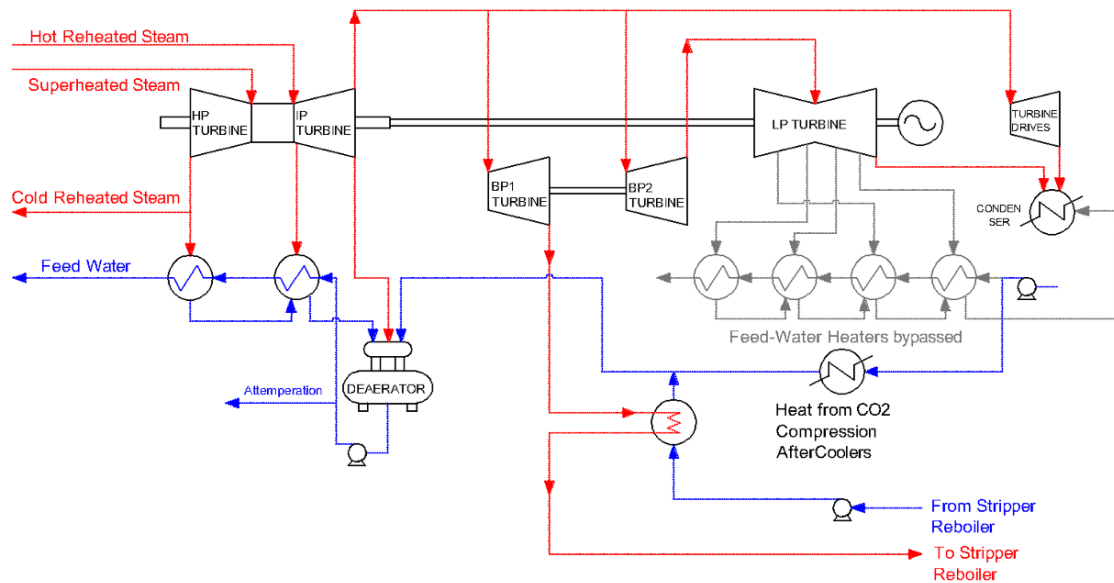 Hot Reheated Steam
Superheated Steam
HP
TURBINE
IP
TURBINE
LP TURBINE
TURBINE
DRIVES
BP1
TURBINE
BP2
TURBINE
Cold Reheated Steam
CONDEN
SER
Feed Water
Feed-Water Heaters bypassed
DEAERATOR
Attemperation
Heat from CO2
Compression
AfterCoolers
From Stripper
Reboiler
To Stripper
Reboiler